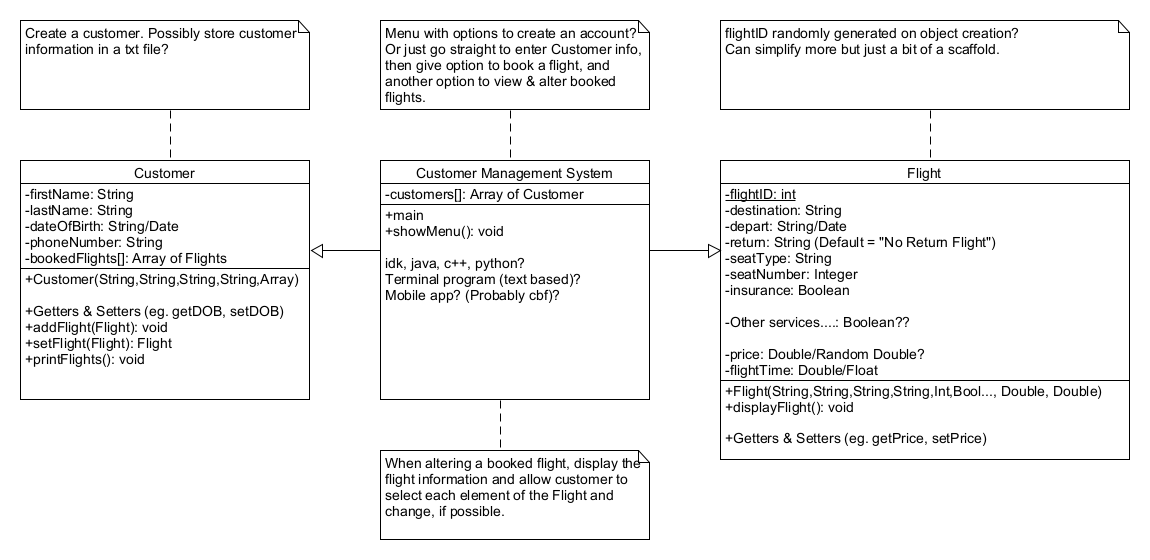 Create a customer. Possibly store customer
information in a txt file?
Menu with options to create an account?
Or just go straight to enter Customer info,
then give option to book a flight, and
another option to view & alter booked
flights.
flightID randomly generated on object creation?
Can simplify more but just a bit of a scaffold.
Customer
-firstName: String
-lastName: String
-dateOfBirth: String/Date
-phoneNumber: String
-bookedFlights[]: Array of Flights
+Customer(String,String,String,String,Array)
+Getters & Setters (eg. getDOB, setDOB)
+addFlight(Flight): void
+setFlight(Flight): Flight
+printFlights(): void
Customer Management System
-customers[]: Array of Customer
+main
+showMenu(): void
idk, java, c++, python?
Terminal program (text based)?
Mobile app? (Probably cbf)?
Flight
-flightID: int
-destination: String
-depart: String/Date
-return: String (Default = "No Return Flight")
-seatType: String
-seatNumber: Integer
-insurance: Boolean
-Other services....: Boolean??
-price: Double/Random Double?
-flightTime: Double/Float
+Flight(String,String,String,String,Int,Bool..., Double, Double)
+displayFlight(): void
+Getters & Setters (eg. getPrice, setPrice)
When altering a booked flight, display the
flight information and allow customer to
select each element of the Flight and
change, if possible.